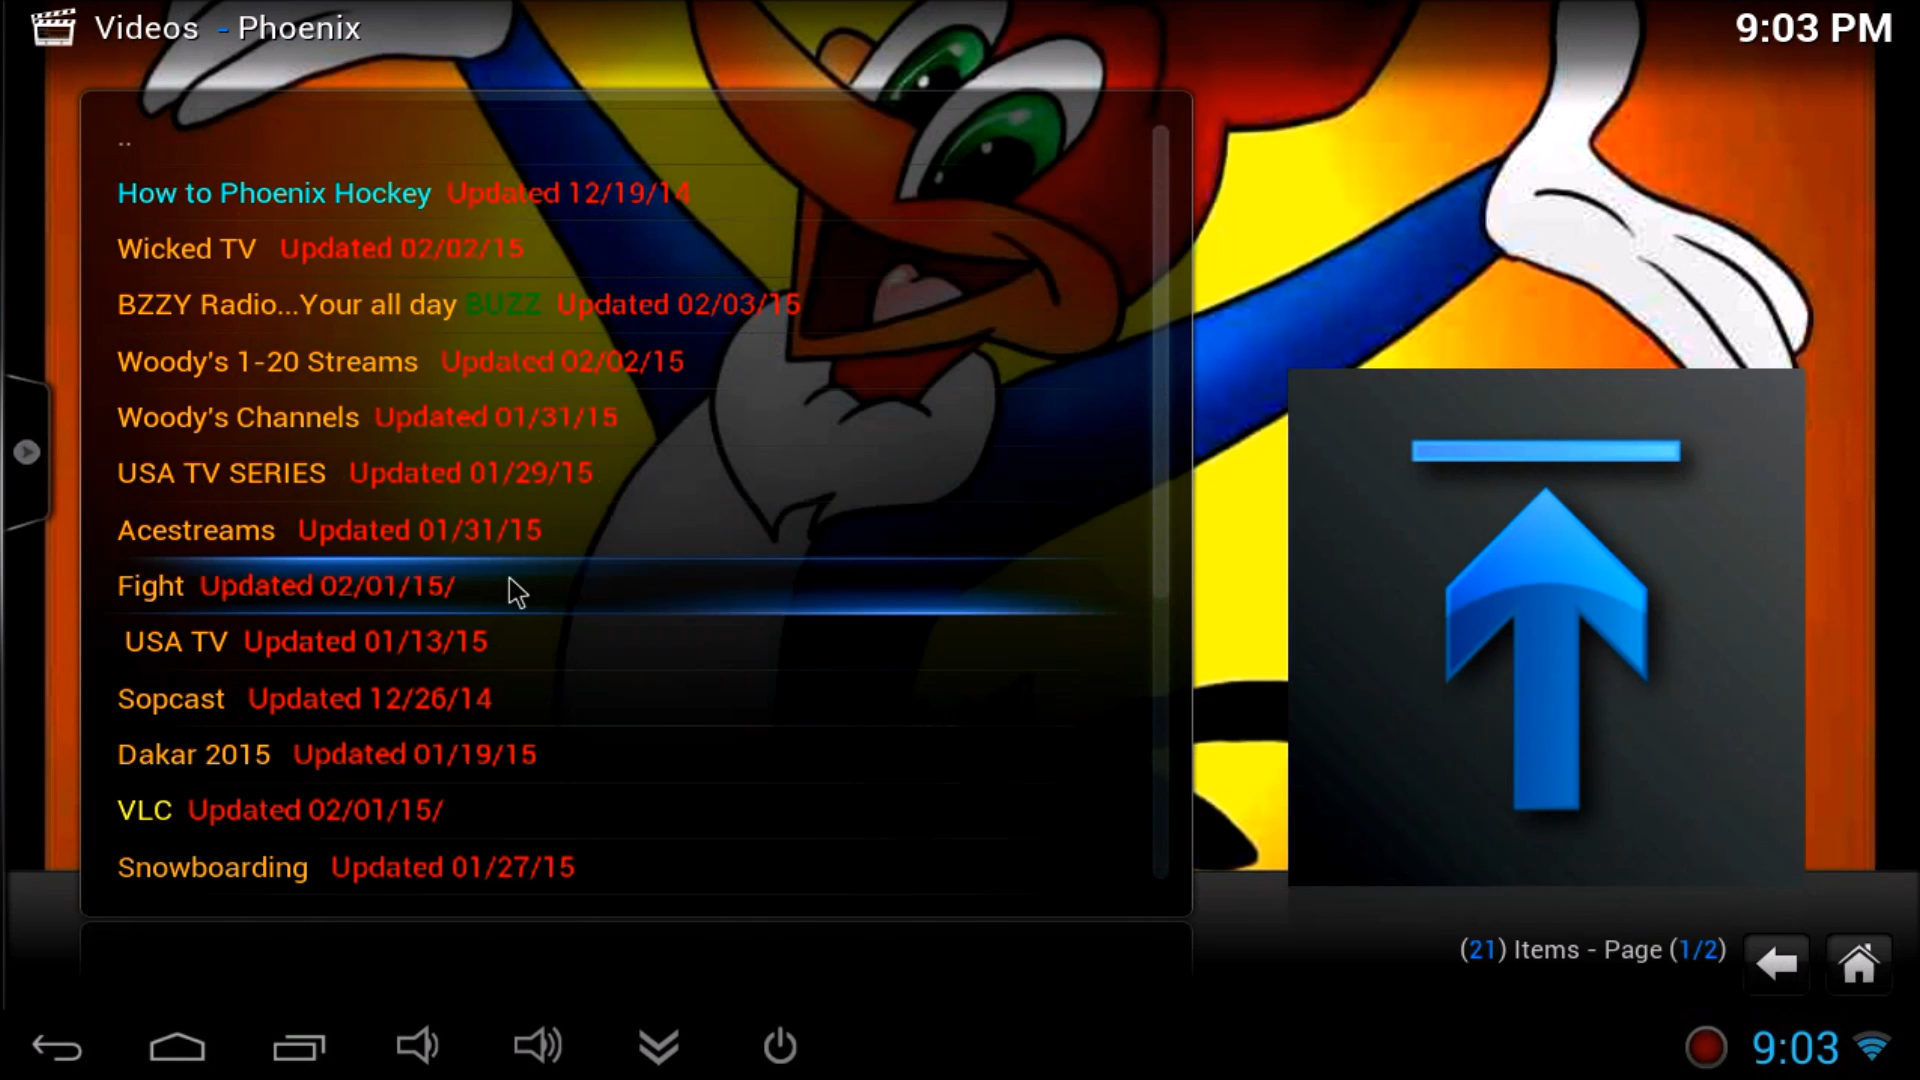 Videos - Phoenix
9:03 PM
..
How to Phoenix Hockey Updated 12/19/14
Wicked TV Updated 02/02/15
BZZY Radio...Your all day BUZZ Updated 02/03/15
Woody's 1-20 Streams Updated 02/02/15
Woody's Channels Updated 01/31/15
USA TV SERIES Updated 01/29/15
Acestreams Updated 01/31/15
Fight Updated 02/01/15/
USA TV Updated 01/13/15
Sopcast Updated 12/26/14
Dakar 2015 Updated 01/19/15
VLC Updated 02/01/15/
Snowboarding Updated 01/27/15
(21) Items - Page (1/2)
9:03